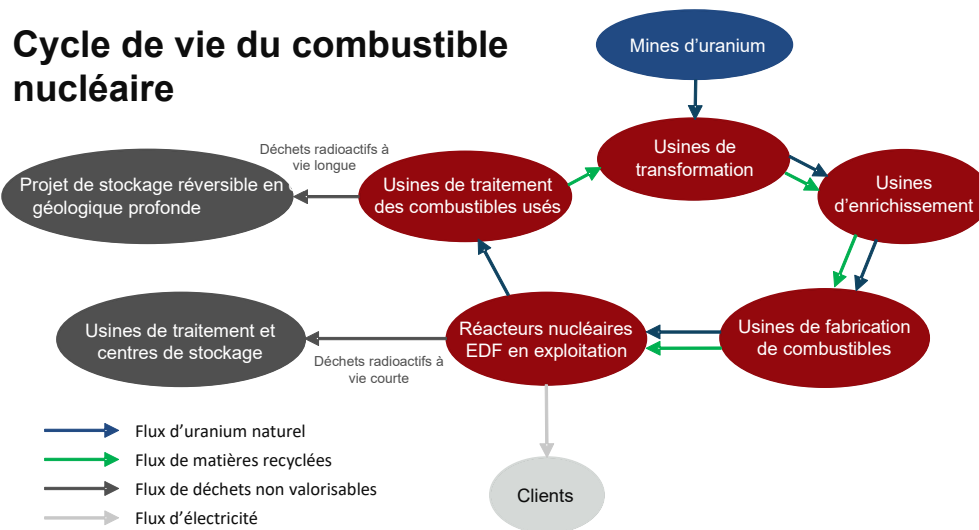 Cycle de vie du combustible
nucléaire
Mines d’uranium
Usines de
transformation
Usines
d’enrichissement
Déchets radioactifs à
vie longue
Projet de stockage réversible en
géologique profonde
Usines de traitement
des combustibles usés
Usines de fabrication
de combustibles
Réacteurs nucléaires
EDF en exploitation
Usines de traitement et
centres de stockage
Déchets radioactifs à
vie courte
Flux d’uranium naturel
Flux de matières recyclées
Flux de déchets non valorisables
Flux d’électricité
Clients